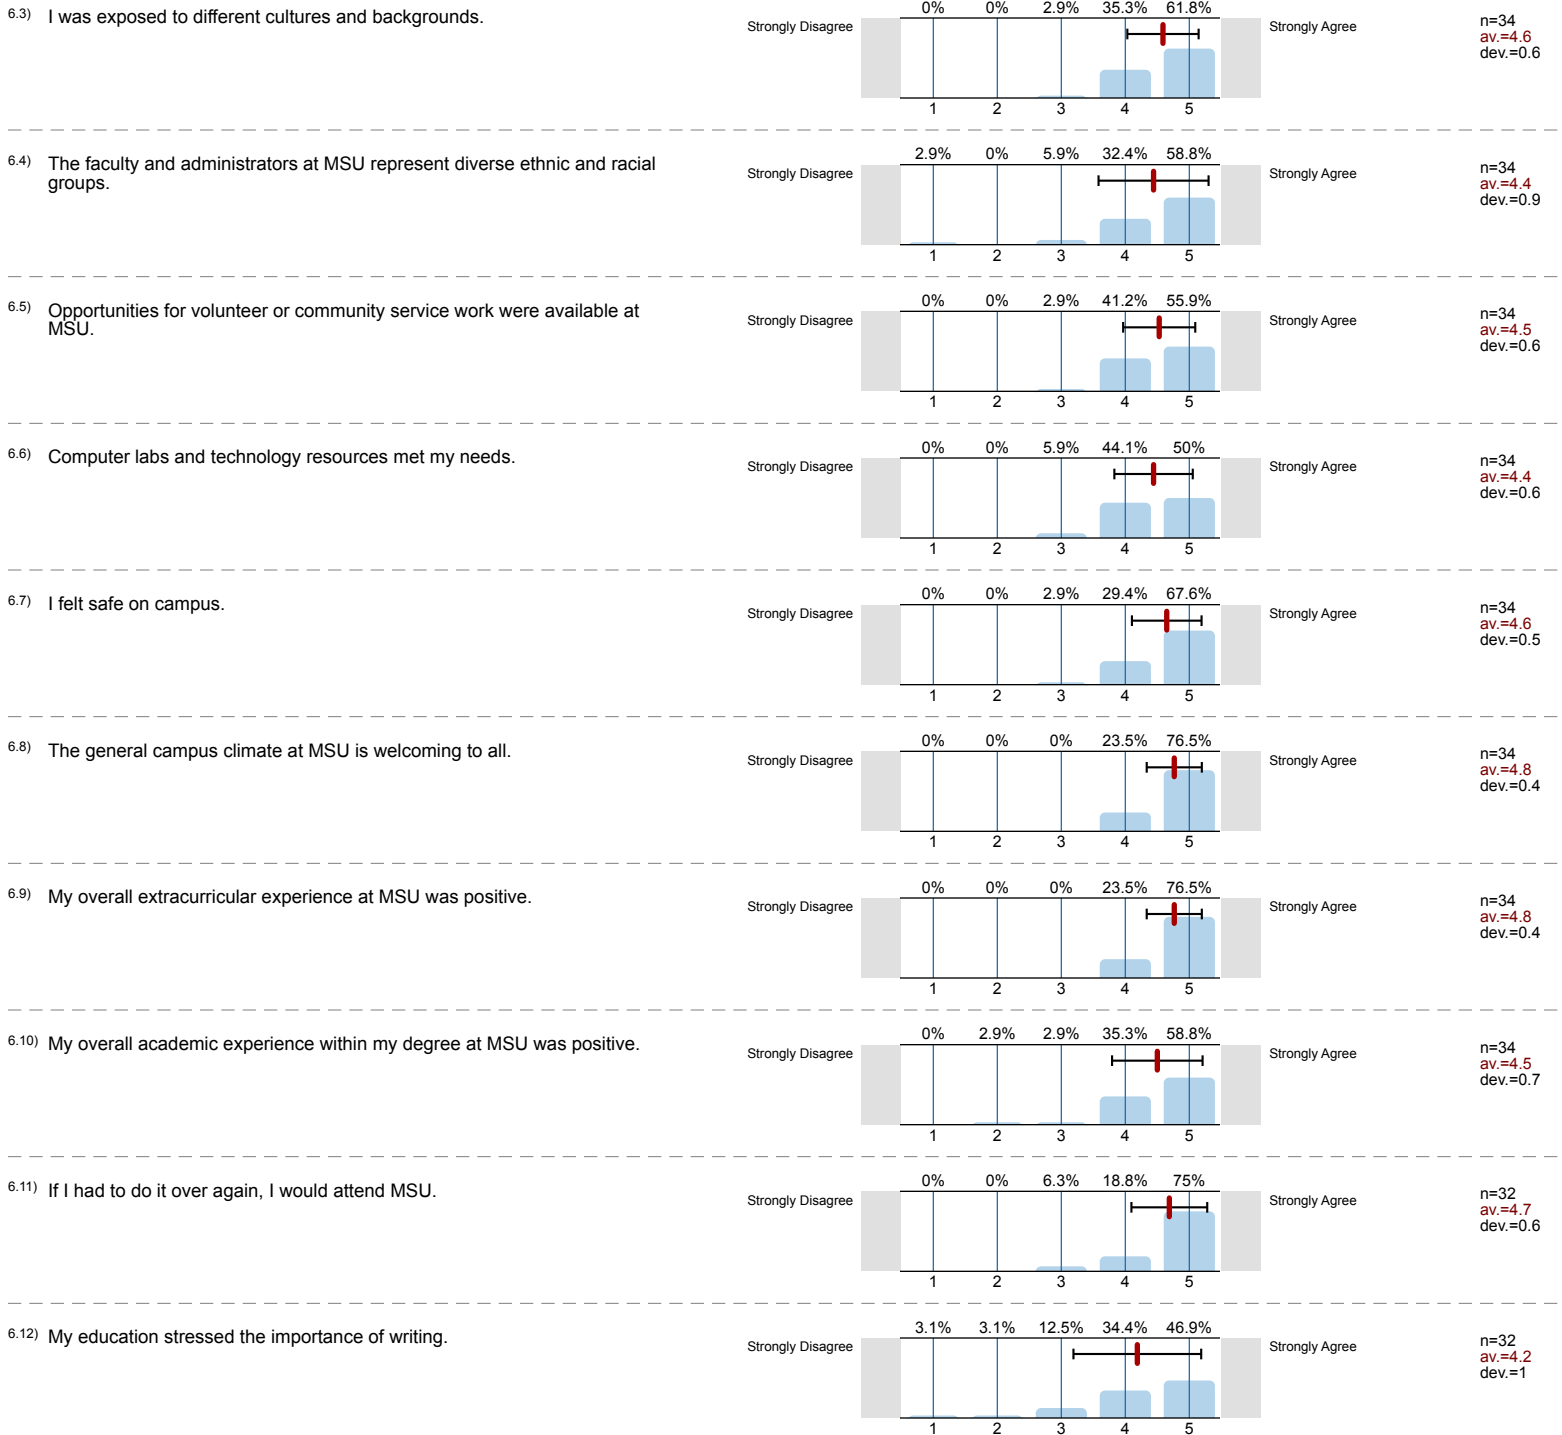 6.3) I was exposed to different cultures and backgrounds.
0% 0% 2.9% 35.3% 61.8%
Strongly Disagree Strongly Agree
n=34
av.=4.6
dev.=0.6
1 2 3 4 5
6.4) The faculty and administrators at MSU represent diverse ethnic and racial
groups.
2.9% 0% 5.9% 32.4% 58.8%
Strongly Disagree Strongly Agree
n=34
av.=4.4
dev.=0.9
1 2 3 4 5
6.5) Opportunities for volunteer or community service work were available at
MSU.
0% 0% 2.9% 41.2% 55.9%
Strongly Disagree Strongly Agree
n=34
av.=4.5
dev.=0.6
1 2 3 4 5
6.6) Computer labs and technology resources met my needs.
0% 0% 5.9% 44.1% 50%
Strongly Disagree Strongly Agree
n=34
av.=4.4
dev.=0.6
1 2 3 4 5
6.7) I felt safe on campus.
0% 0% 2.9% 29.4% 67.6%
Strongly Disagree Strongly Agree
n=34
av.=4.6
dev.=0.5
1 2 3 4 5
6.8) The general campus climate at MSU is welcoming to all.
0% 0% 0% 23.5% 76.5%
Strongly Disagree Strongly Agree
n=34
av.=4.8
dev.=0.4
1 2 3 4 5
6.9) My overall extracurricular experience at MSU was positive.
0% 0% 0% 23.5% 76.5%
Strongly Disagree Strongly Agree
n=34
av.=4.8
dev.=0.4
1 2 3 4 5
6.10) My overall academic experience within my degree at MSU was positive.
0% 2.9% 2.9% 35.3% 58.8%
Strongly Disagree Strongly Agree
n=34
av.=4.5
dev.=0.7
1 2 3 4 5
6.11) If I had to do it over again, I would attend MSU.
0% 0% 6.3% 18.8% 75%
Strongly Disagree Strongly Agree
n=32
av.=4.7
dev.=0.6
1 2 3 4 5
6.12) My education stressed the importance of writing.
3.1% 3.1% 12.5% 34.4% 46.9%
Strongly Disagree Strongly Agree
n=32
av.=4.2
dev.=1
1 2 3 4 5